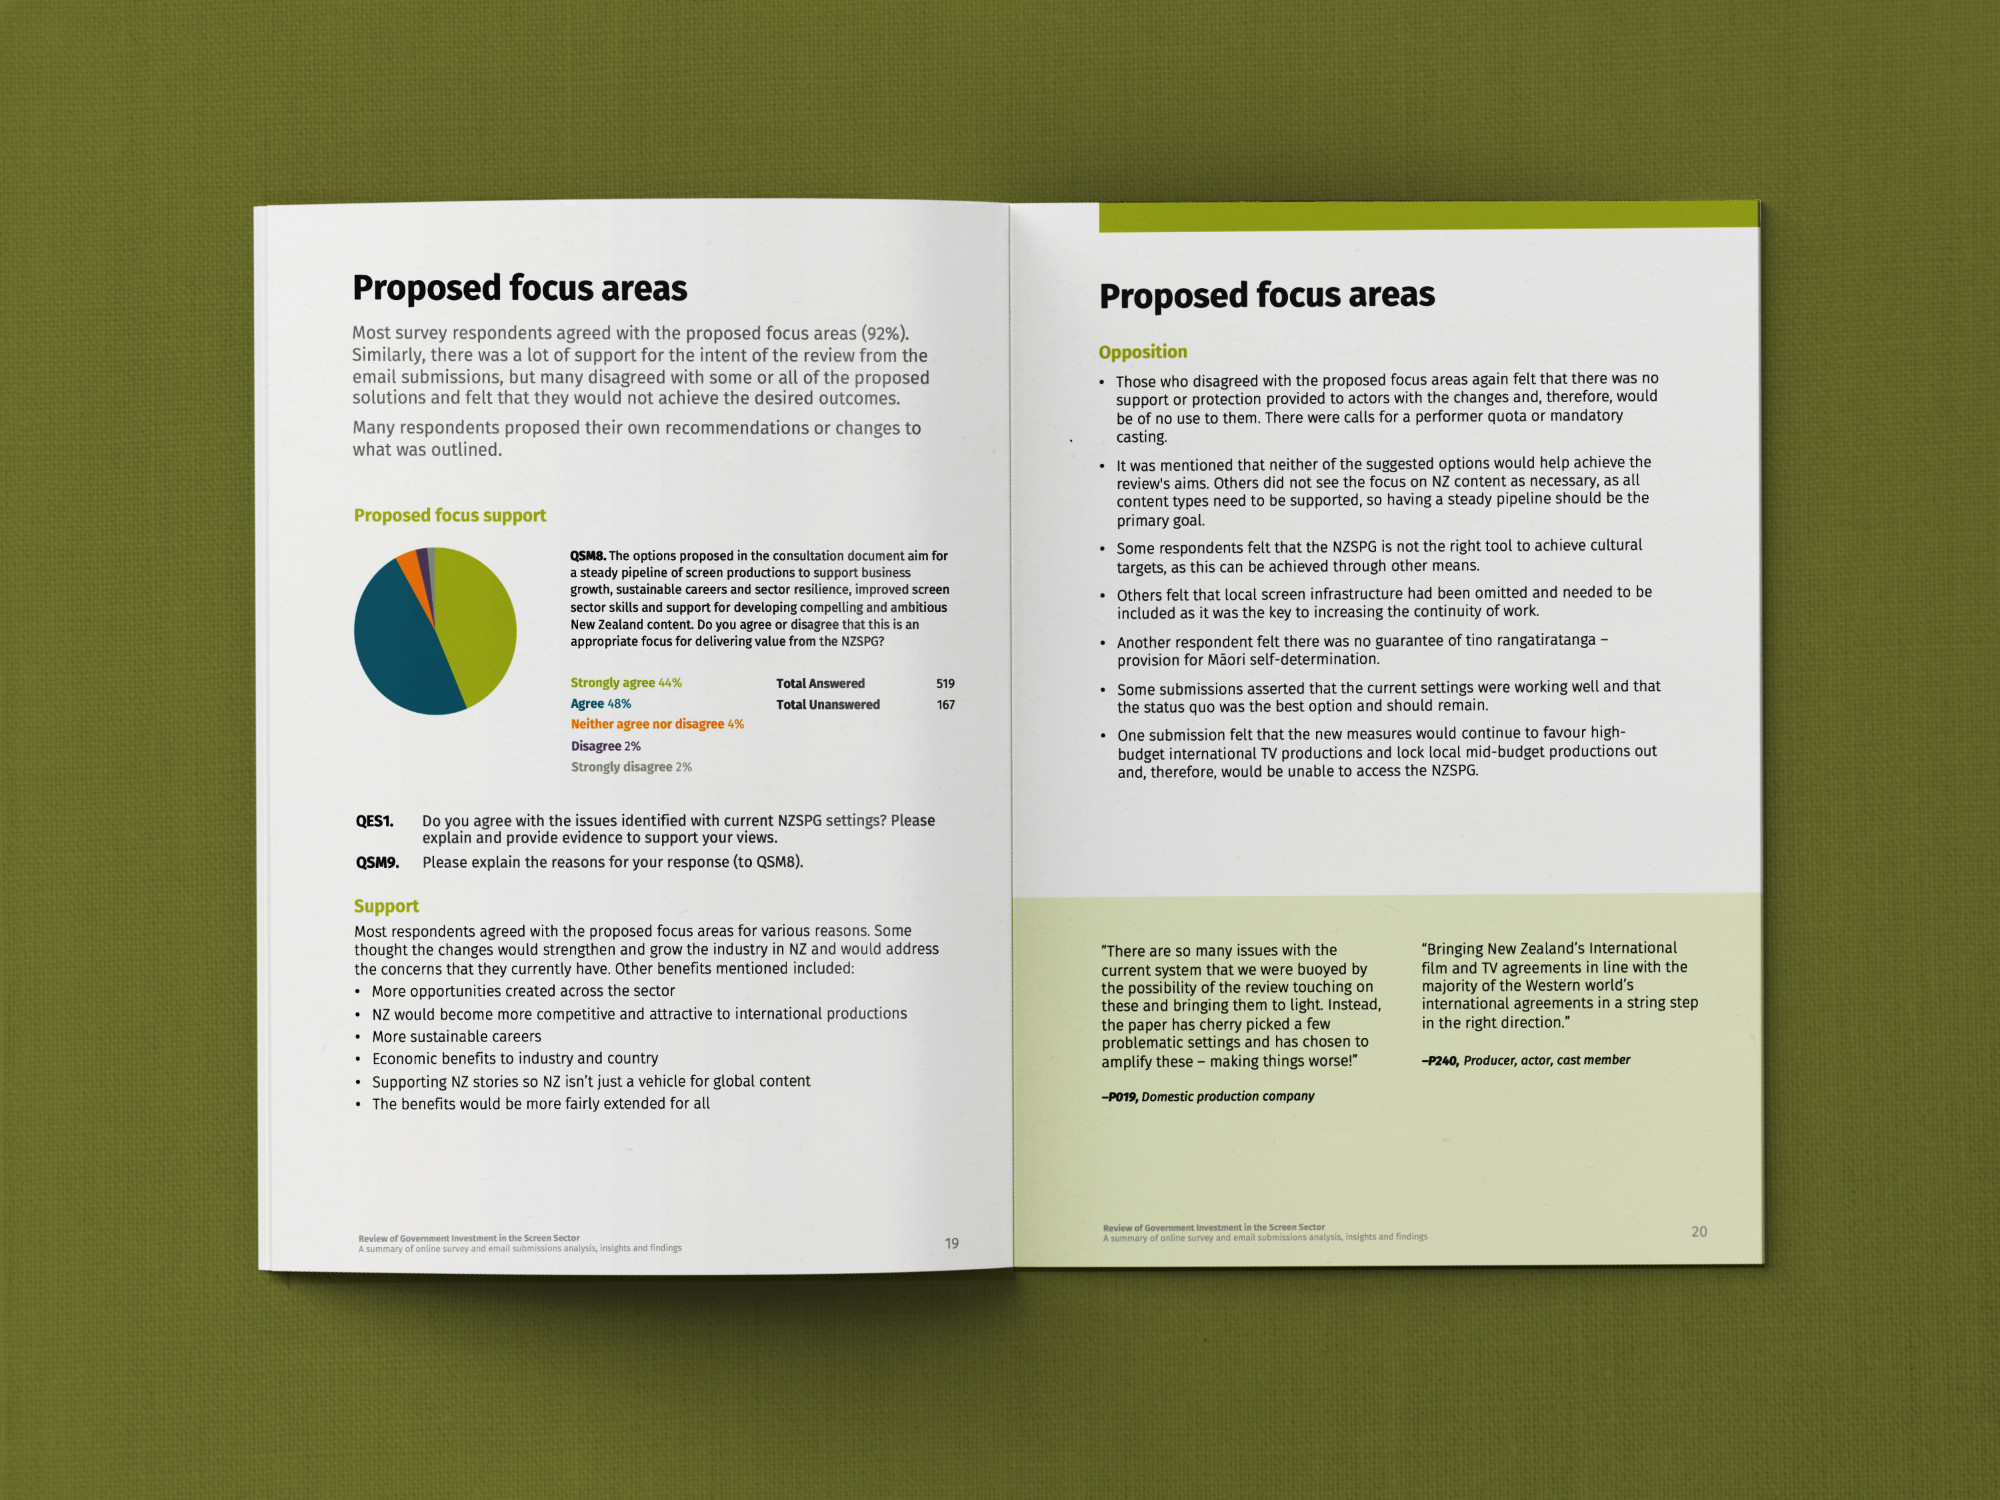 Proposed focus areas
Most survey respondents agreed with the proposed focus areas (92%).
Similarly, there was a lot of support for the intent of the review from the
email submissions, but many disagreed with some or all of the proposed
solutions and felt that they would not achieve the desired outcomes.
Many respondents proposed their own recommendations or changes to
what was outlined.
Proposed focus support
QSM8. The options proposed in the consultation document aim for
a steady pipeline of screen productions to support business
growth, sustainable careers and sector resilience, improved screen
sector skills and support for developing compelling and ambitious
New Zealand content. Do you agree or disagree that this is an
appropriate focus for delivering value from the NZSPG?
Strongly agree 44%
Agree 48%
Neither agree nor disagree 4%
Disagree 2%
Strongly disagree 2%
Total Answered 519
Total Unanswered 167
QES1. Do you agree with the issues identified with current NZSPG settings? Please
explain and provide evidence to support your views.
QSM9. Please explain the reasons for your response (to QSM8).
Support
Most respondents agreed with the proposed focus areas for various reasons. Some
thought the changes would strengthen and grow the industry in NZ and would address
the concerns that they currently have. Other benefits mentioned included:
• More opportunities created across the sector
• NZ would become more competitive and attractive to international productions
• More sustainable careers
• Economic benefits to industry and country
• Supporting NZ stories so NZ isn't just a vehicle for global content
• The benefits would be more fairly extended for all
Review of Government Investment in the Screen Sector
A summary of online survey and email submissions analysis, insights and findings
19
Proposed focus areas
Opposition
• Those who disagreed with the proposed focus areas again felt that there was no
support or protection provided to actors with the changes and, therefore, would
be of no use to them. There were calls for a performer quota or mandatory
casting.
• It was mentioned that neither of the suggested options would help achieve the
review's aims. Others did not see the focus on NZ content as necessary, as all
content types need to be supported, so having a steady pipeline should be the
primary goal.
• Some respondents felt that the NZSPG is not the right tool to achieve cultural
targets, as this can be achieved through other means.
• Others felt that local screen infrastructure had been omitted and needed to be
included as it was the key to increasing the continuity of work.
• Another respondent felt there was no guarantee of tino rangatiratanga –
provision for Māori self-determination.
• Some submissions asserted that the current settings were working well and that
the status quo was the best option and should remain.
• One submission felt that the new measures would continue to favour high-
budget international TV productions and lock local mid-budget productions out
and, therefore, would be unable to access the NZSPG.
"There are so many issues with the
current system that we were buoyed by
the possibility of the review touching on
these and bringing them to light. Instead,
the paper has cherry picked a few
problematic settings and has chosen to
amplify these – making things worse!"
–P019, Domestic production company
"Bringing New Zealand's International
film and TV agreements in line with the
majority of the Western world's
international agreements in a string step
in the right direction."
–P240, Producer, actor, cast member
Review of Government Investment in the Screen Sector
A summary of online survey and email submissions analysis, insights and findings
20